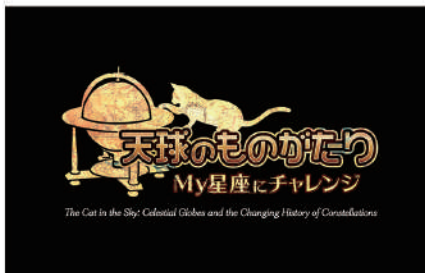 天球のものがたり
My星座にチャレンジ
The Cat in the Sky: Celestial Globes and the Changing History of Constellations